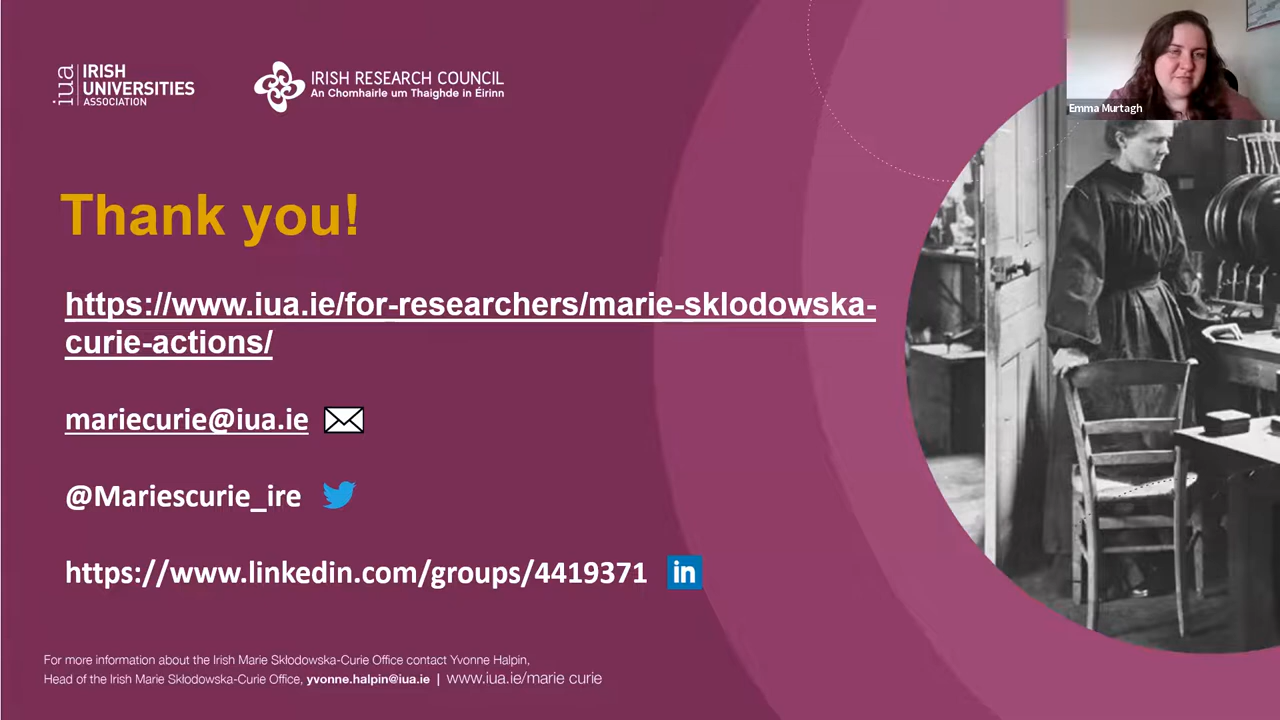 iua
IRISH
UNIVERSITIES
ASSOCIATION
IRISH RESEARCH COUNCIL
An Chomhairle um Thaighde in Éirinn
Emma Murtagh
Thank you!
https://www.iua.ie/for-researchers/marie-sklodowska-
curie-actions/
mariecurie@iua.ie
@Mariescurie_ire
https://www.linkedin.com/groups/4419371
in
For more information about the Irish Marie Skłodowska-Curie Office contact Yvonne Halpin,
Head of the Irish Marie Skłodowska-Curie Office, yvonne.halpin@iua.ie | www.iua.ie/marie curie